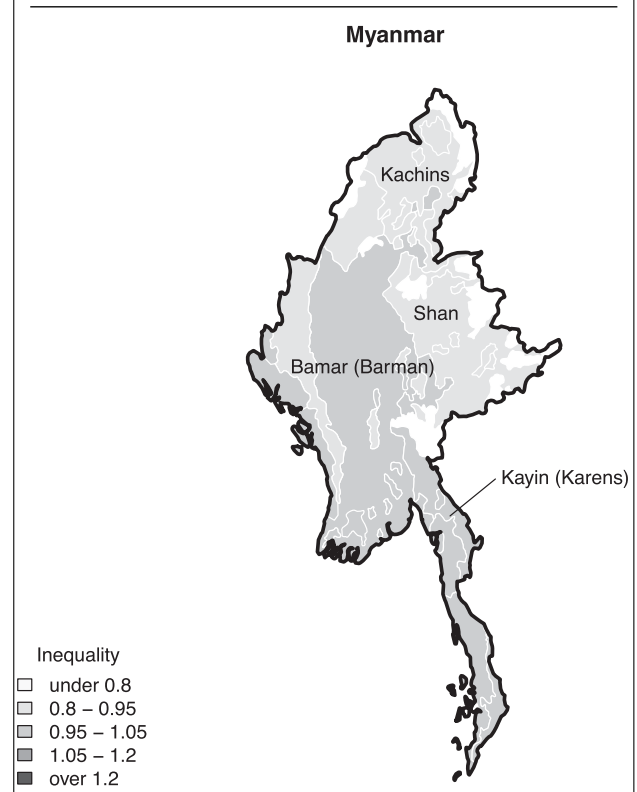 Myanmar
Kachins
Shan
Bamar (Barman)
Kayin (Karens)
Inequality
under 0.8
0.8 – 0.95
0.95 – 1.05
1.05 – 1.2
over 1.2